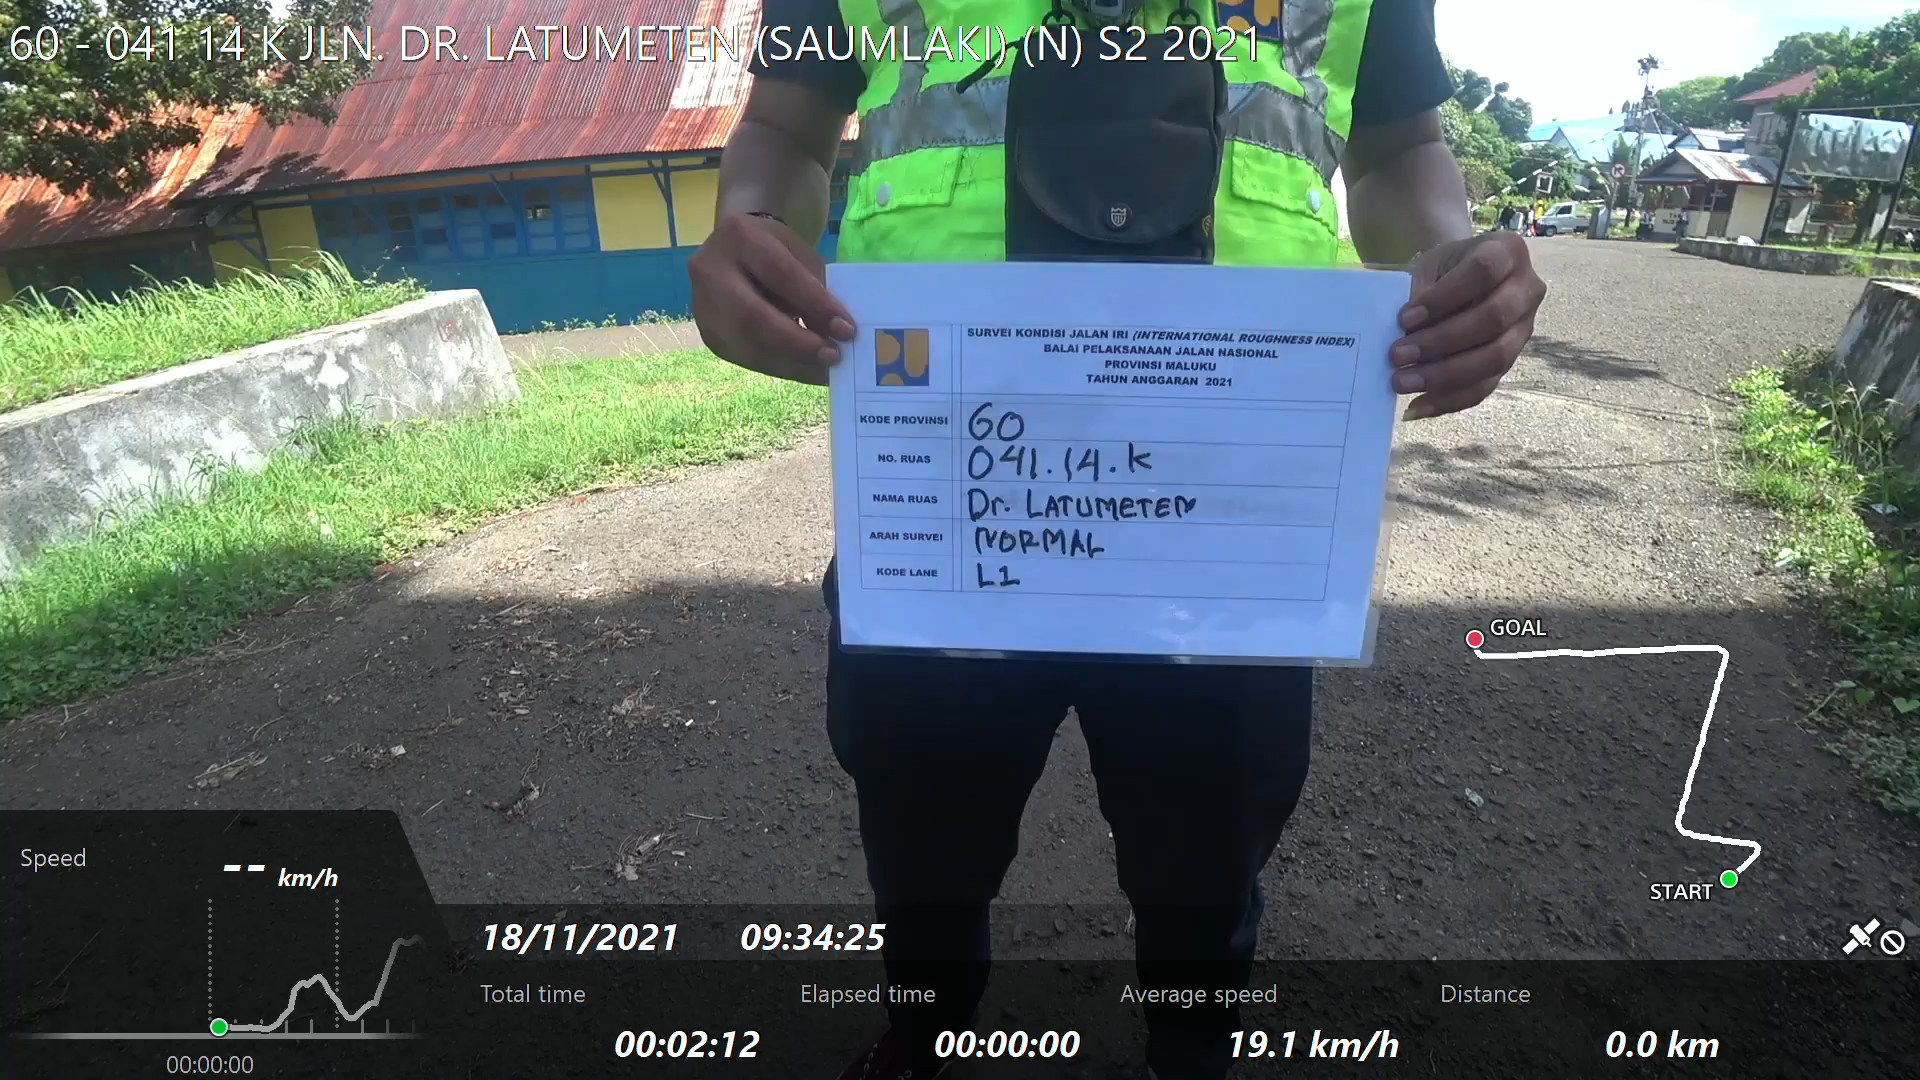 60 - 041 14 K JLN. DR. LATUMETEN (SAUMLAKI) (N) S2 2021
SURVEI KONDISI JALAN IRI (INTERNATIONAL ROUGHNESS INDEX)
BALAI PELAKSANAAN JALAN NASIONAL
PROVINSI MALUKU
TAHUN ANGGARAN 2021
KODE PROVINSI 60
NO. RUAS 041.14.K
NAMA RUAS Dr. LATUMETEN
ARAH SURVEI NORMAL
KODE LANE L1
GOAL
START
Speed
-- km/h
00:00:00
18/11/2021 09:34:25
Total time Elapsed time Average speed Distance
00:02:12 00:00:00 19.1 km/h 0.0 km